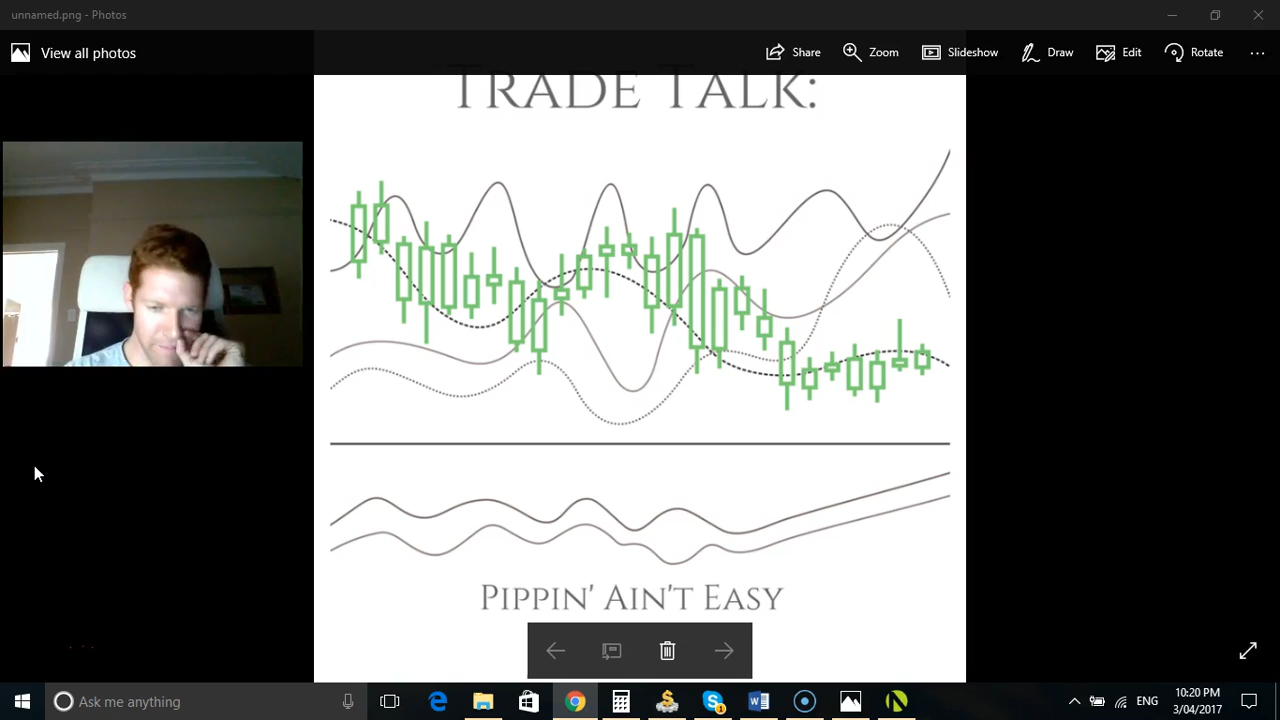 unnamed.png - Photos
View all photos
Share
Zoom
Slideshow
Draw
Edit
Rotate
TRADE TALK:
PIPPIN' AIN'T EASY
Ask me anything
1
ENG
10:20 PM
3/04/2017